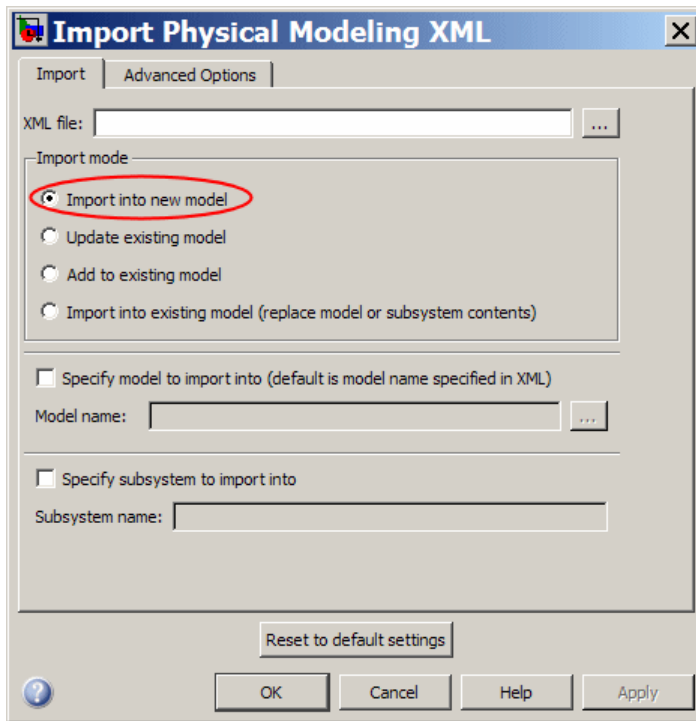 Import Physical Modeling XML
Import
Advanced Options
XML file:
...
Import mode
Import into new model
Update existing model
Add to existing model
Import into existing model (replace model or subsystem contents)
Specify model to import into (default is model name specified in XML)
Model name:
...
Specify subsystem to import into
Subsystem name:
Reset to default settings
?
OK
Cancel
Help
Apply